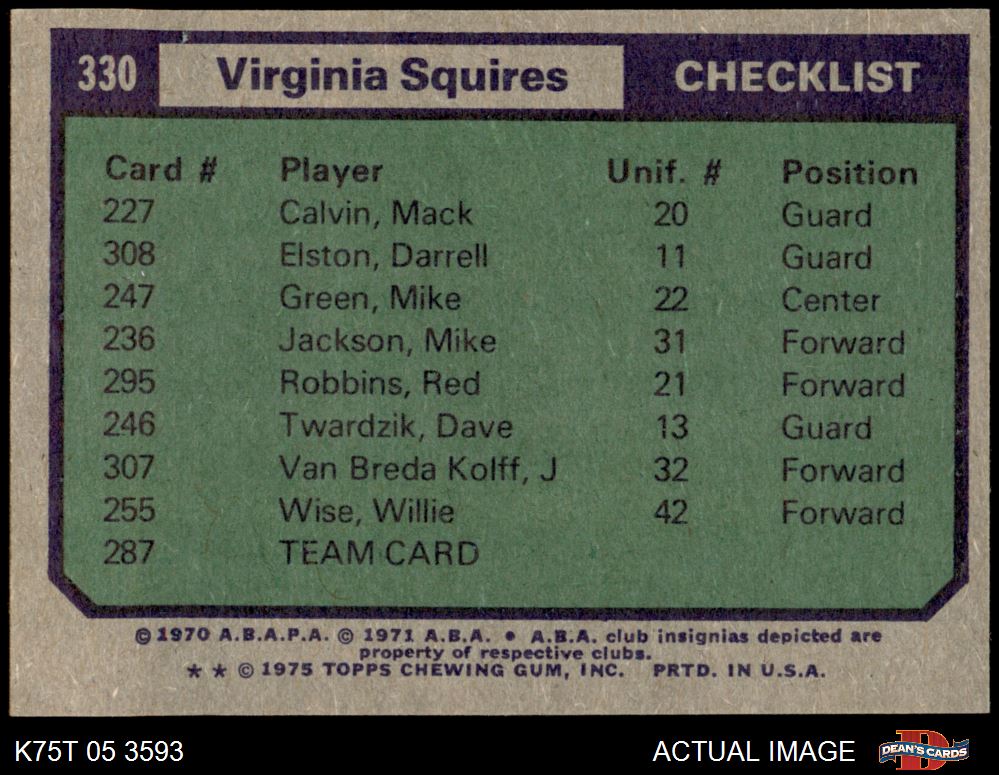 330 Virginia Squires CHECKLIST
Card # Player Unif. # Position
227 Calvin, Mack 20 Guard
308 Elston, Darrell 11 Guard
247 Green, Mike 22 Center
236 Jackson, Mike 31 Forward
295 Robbins, Red 21 Forward
246 Twardzik, Dave 13 Guard
307 Van Breda Kolff, J 32 Forward
255 Wise, Willie 42 Forward
287 TEAM CARD
© 1970 A.B.A.P.A. © 1971 A.B.A. ● A.B.A. club insignias depicted are
property of respective clubs.
★ ★ © 1975 TOPPS CHEWING GUM, INC. PRTD. IN U.S.A.
K75T 05 3593 ACTUAL IMAGE D DEAN'S CARDS